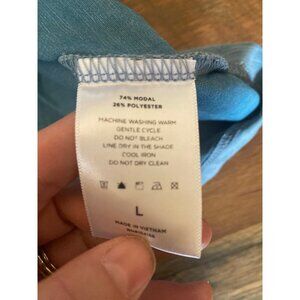 74% MODAL
26% POLYESTER
MACHINE WASHING WARM
GENTLE CYCLE
DO NOT BLEACH
LINE DRY IN THE SHADE
COOL IRON
DO NOT DRY CLEAN
L
MADE IN VIETNAM